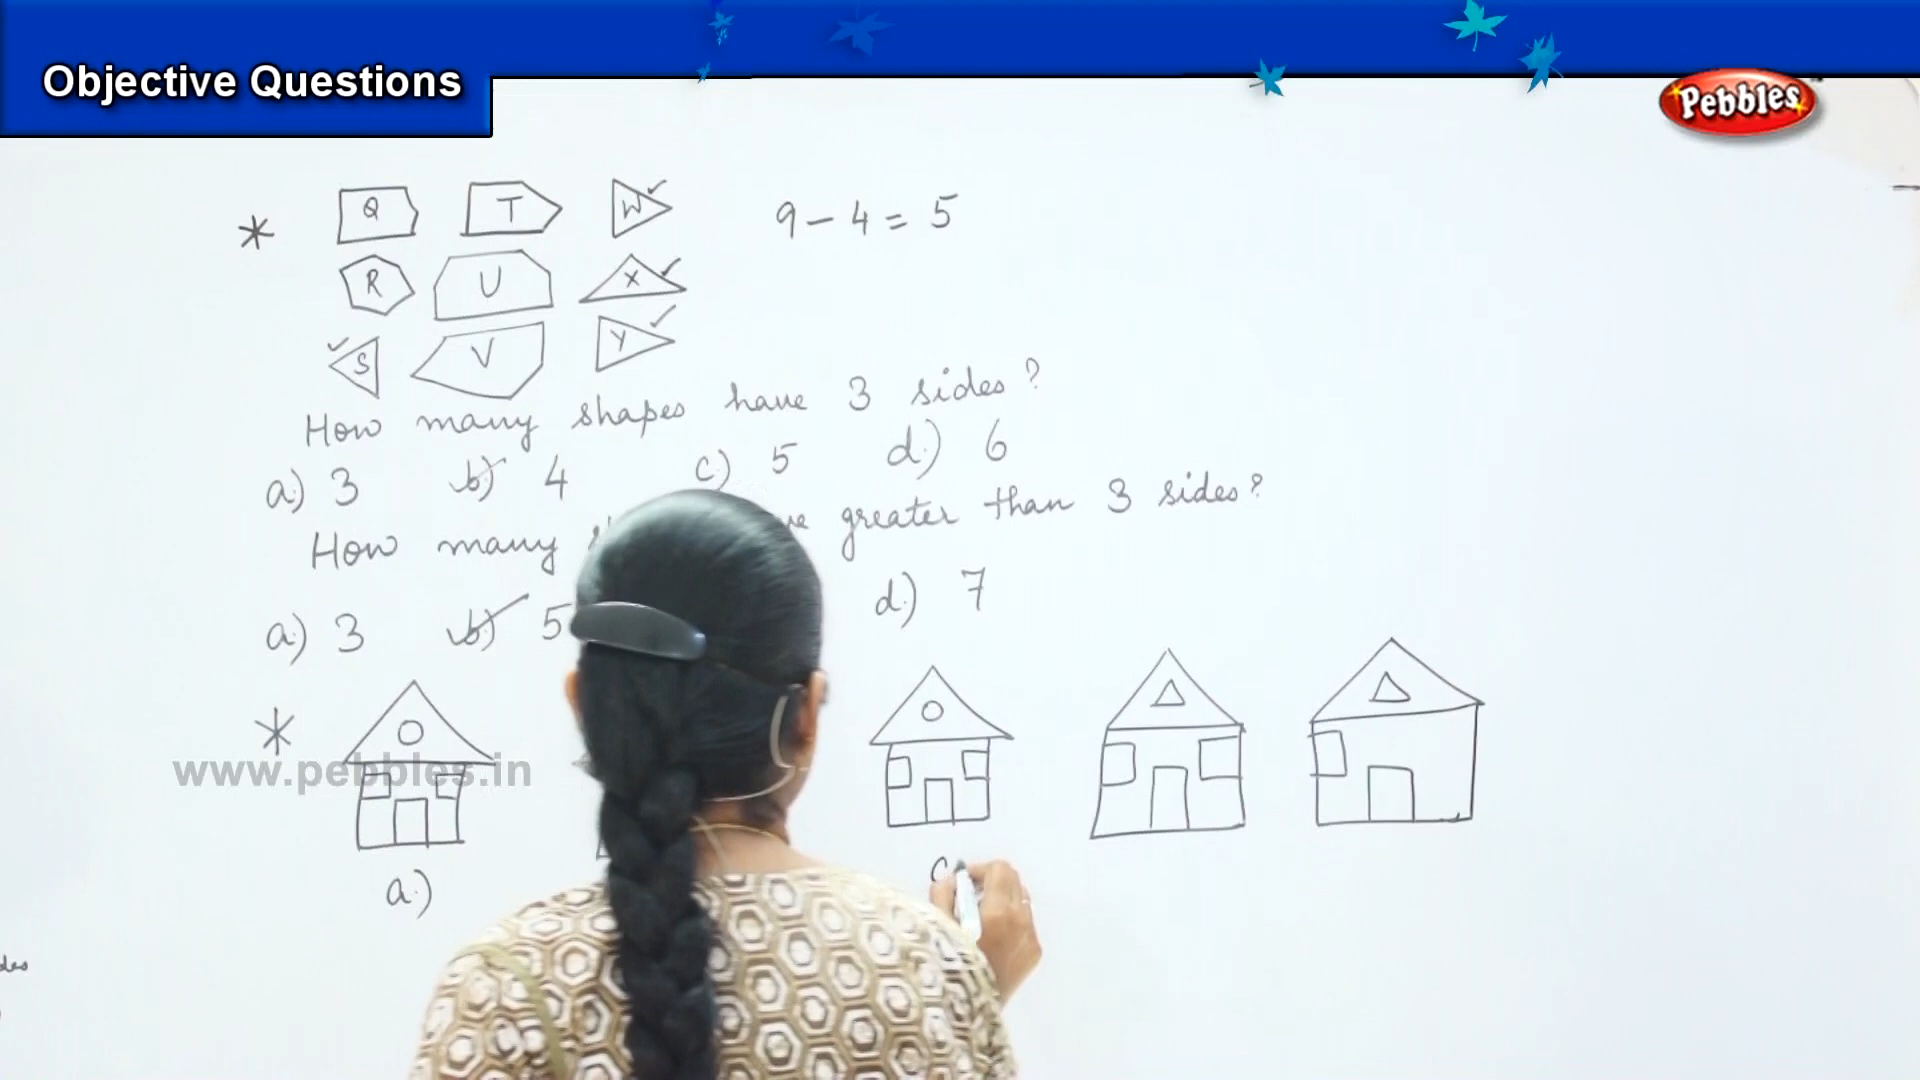 Objective Questions
Pebbles
Q T W 9 - 4 = 5
R U X
S V Y
How many shapes have 3 sides?
a.) 3 b.) 4 c.) 5 d.) 6
How many greater than 3 sides?
a.) 3 b.) 5 d.) 7
www.pebbles.in
a.) c